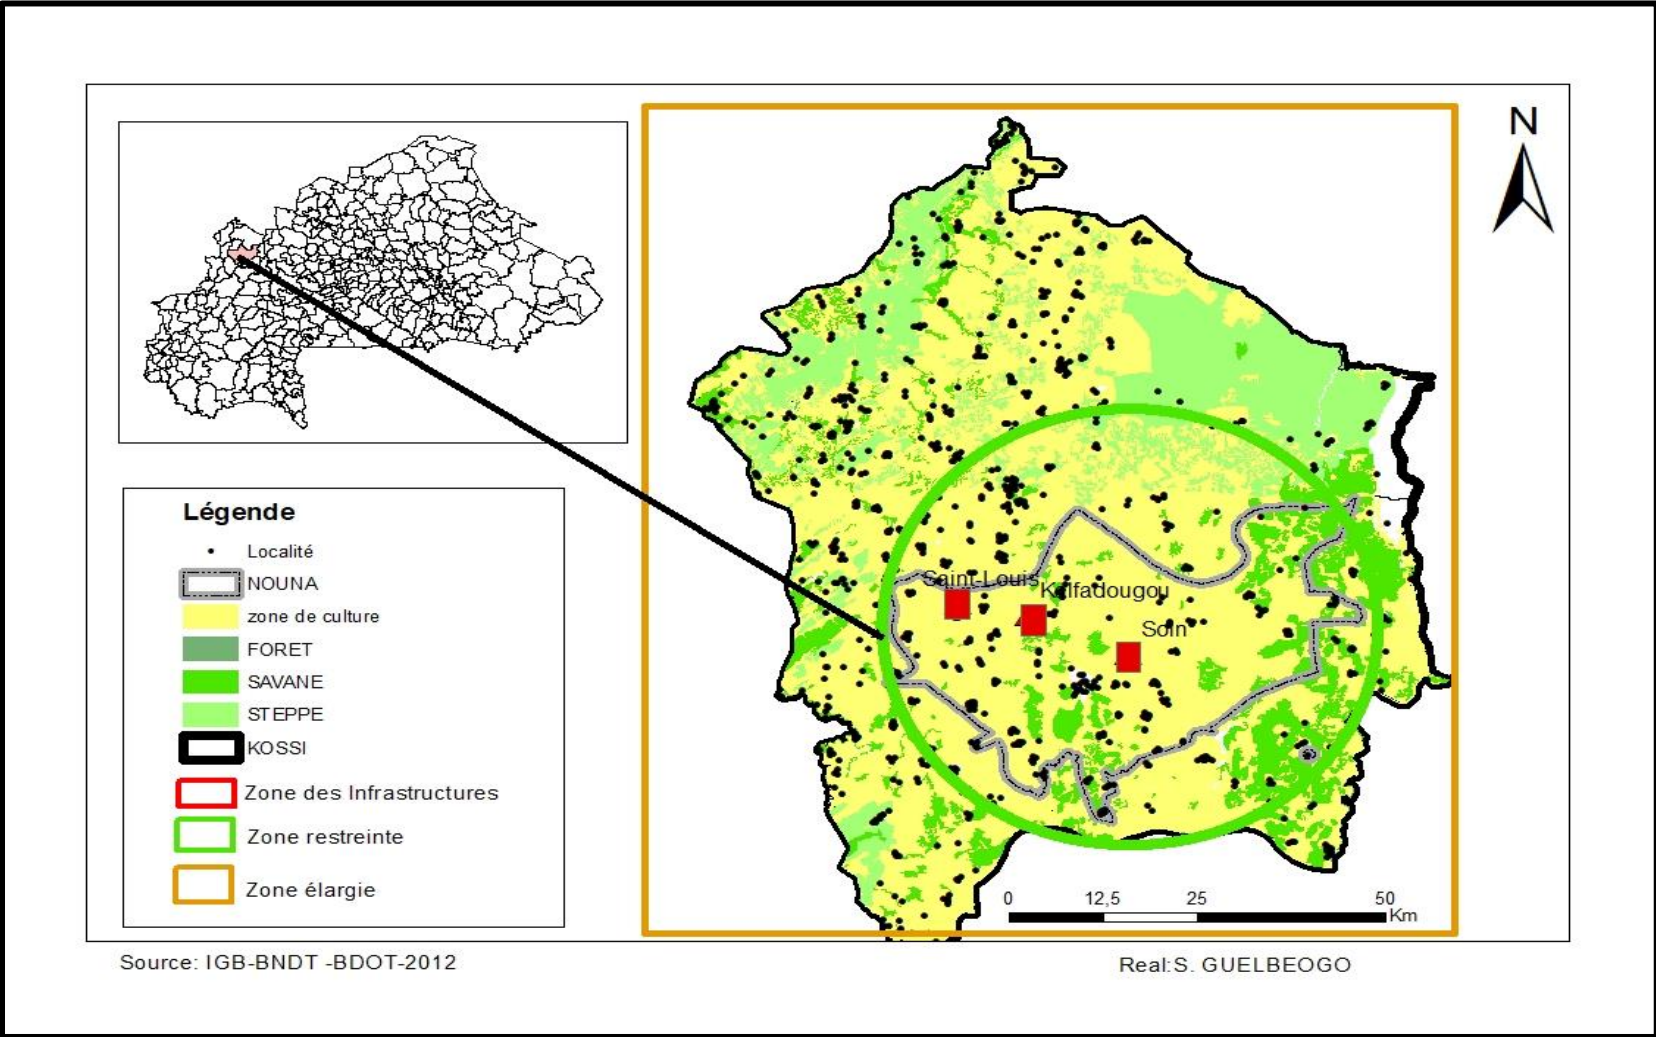 N
Saint-Louis
Kalfadougou
Soin
Légende
Localité
NOUNA
zone de culture
FORET
SAVANE
STEPPE
KOSSI
Zone des Infrastructures
Zone restreinte
Zone élargie
0 12,5 25 50
Km
Source: IGB-BNDT -BDOT-2012
Real:S. GUELBEOGO